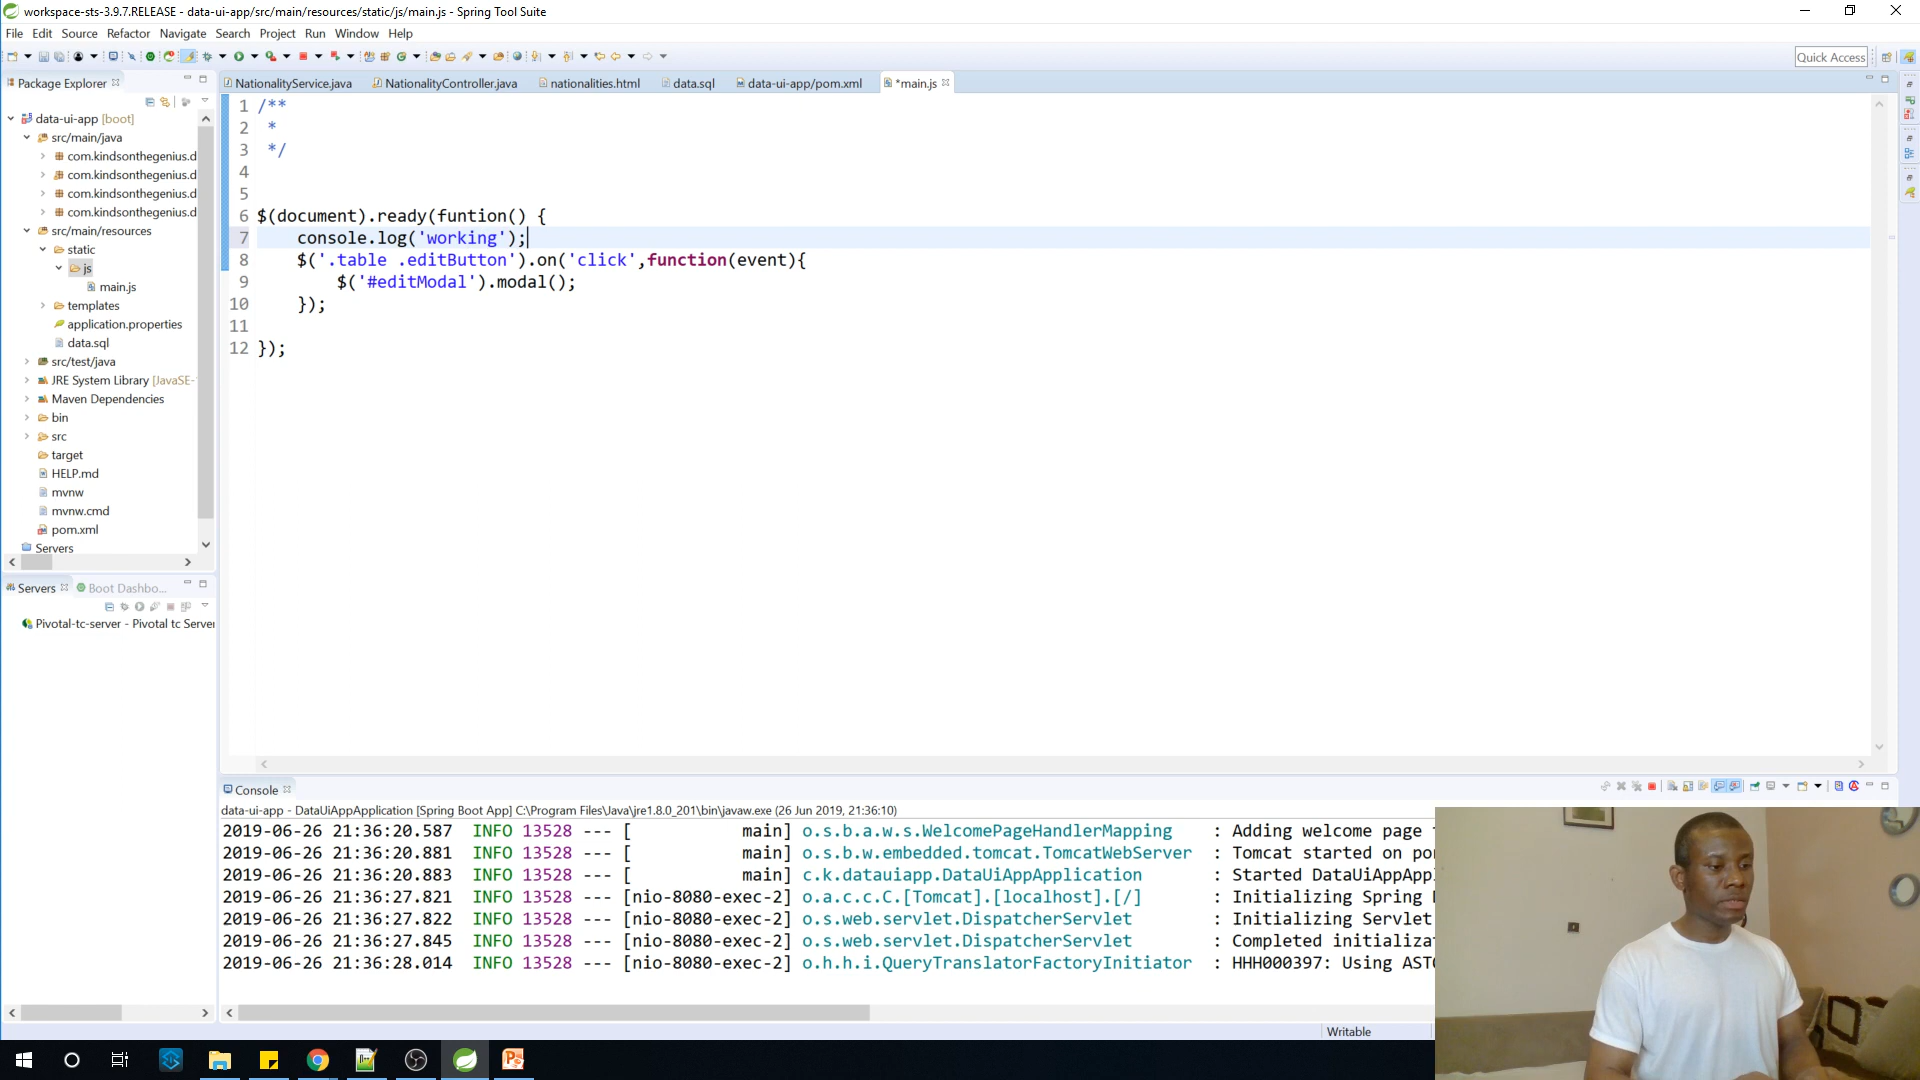 workspace-sts-3.9.7.RELEASE - data-ui-app/src/main/resources/static/js/main.js - Spring Tool Suite
File Edit Source Refactor Navigate Search Project Run Window Help
Quick Access
Package Explorer
NationalityService.java NationalityController.java nationalities.html data.sql data-ui-app/pom.xml *main.js
data-ui-app [boot]
src/main/java
com.kindsonthegenius.d
com.kindsonthegenius.d
com.kindsonthegenius.d
com.kindsonthegenius.d
src/main/resources
static
js
main.js
templates
application.properties
data.sql
src/test/java
JRE System Library [JavaSE-
Maven Dependencies
bin
src
target
HELP.md
mvnw
mvnw.cmd
pom.xml
Servers
1 /**
2 *
3 */
4
5
6 $(document).ready(funtion() {
7 console.log('working');
8 $('.table .editButton').on('click',function(event){
9 $('#editModal').modal();
10 });
11
12 });
Servers Boot Dashbo...
Pivotal-tc-server - Pivotal tc Server
Console
data-ui-app - DataUiAppApplication [Spring Boot App] C:\Program Files\Java\jre1.8.0_201\bin\javaw.exe (26 Jun 2019, 21:36:10)
2019-06-26 21:36:20.587 INFO 13528 --- [ main] o.s.b.a.w.s.WelcomePageHandlerMapping : Adding welcome page
2019-06-26 21:36:20.881 INFO 13528 --- [ main] o.s.b.w.embedded.tomcat.TomcatWebServer : Tomcat started on por
2019-06-26 21:36:20.883 INFO 13528 --- [ main] c.k.datauiapp.DataUiAppApplication : Started DataUiAppAppl
2019-06-26 21:36:27.821 INFO 13528 --- [nio-8080-exec-2] o.a.c.c.C.[Tomcat].[localhost].[/] : Initializing Spring
2019-06-26 21:36:27.822 INFO 13528 --- [nio-8080-exec-2] o.s.web.servlet.DispatcherServlet : Initializing Servlet
2019-06-26 21:36:27.845 INFO 13528 --- [nio-8080-exec-2] o.s.web.servlet.DispatcherServlet : Completed initializat
2019-06-26 21:36:28.014 INFO 13528 --- [nio-8080-exec-2] o.h.h.i.QueryTranslatorFactoryInitiator : HHH000397: Using AST
Writable